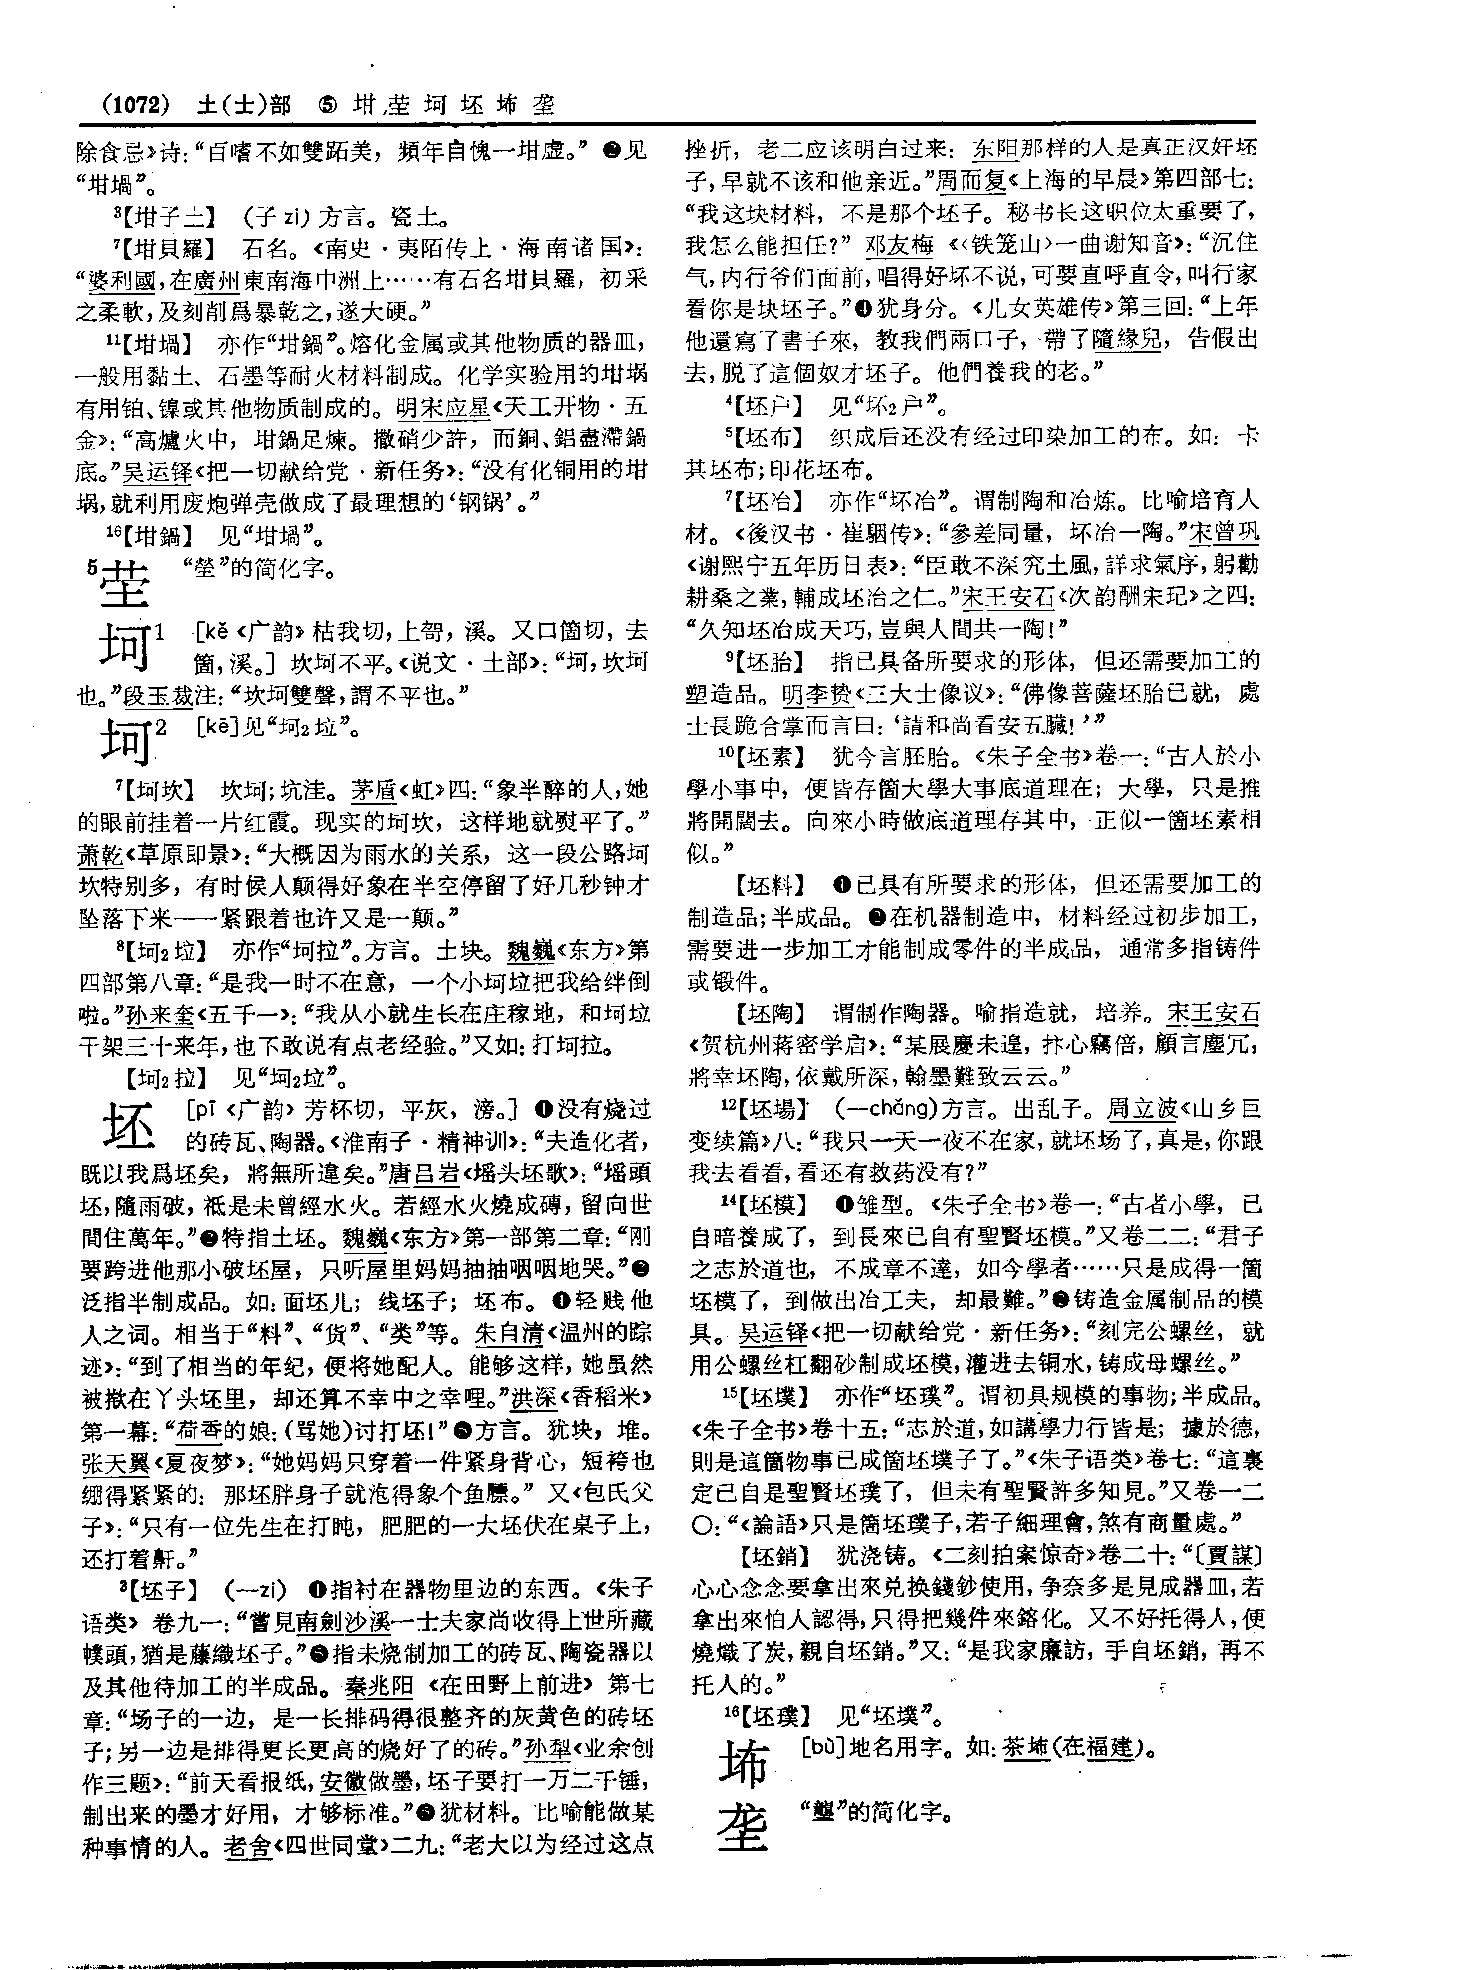 (1072) 土(士)部 ⑤ 坩 茔 坷 坯 㘵 垄
除食忌》诗：“百嗜不如雙跖美，頻年自愧一坩虛。” ❷见
“坩堝”。
³【坩子土】 （子 zi）方言。瓷土。
⁷【坩貝羅】 石名。《南史·夷陌传上·海南诸国》：
“婆利國，在廣州東南海中洲上……有石名坩貝羅，初采
之柔軟，及刻削爲暴乾之，遂大硬。”
¹¹【坩堝】 亦作“坩鍋”。熔化金属或其他物质的器皿，
一般用黏土、石墨等耐火材料制成。化学实验用的坩埚
有用铂、镍或其他物质制成的。明宋应星《天工开物·五
金》：“高爐火中，坩鍋足煉。撒硝少許，而銅、鉛盡滯鍋
底。”吴运铎《把一切献给党·新任务》：“没有化铜用的坩
埚，就利用废炮弹壳做成了最理想的‘钢锅’。”
¹⁶【坩鍋】 见“坩堝”。
5茔 “塋”的简化字。
坷1 [kě《广韵》枯我切，上哿，溪。又口箇切，去
箇，溪。] 坎坷不平。《说文·土部》：“坷，坎坷
也。”段玉裁注：“坎坷雙聲，謂不平也。”
坷2 [kē]见“坷₂垃”。
⁷【坷坎】 坎坷；坑洼。茅盾《虹》四：“象半醉的人，她
的眼前挂着一片红霞。现实的坷坎，这样地就熨平了。”
萧乾《草原即景》：“大概因为雨水的关系，这一段公路坷
坎特别多，有时侯人颠得好象在半空停留了好几秒钟才
坠落下来——紧跟着也许又是一颠。”
⁸【坷₂垃】 亦作“坷拉”。方言。土块。魏巍《东方》第
四部第八章：“是我一时不在意，一个小坷垃把我给绊倒
啦。”孙来奎《五千一》：“我从小就生长在庄稼地，和坷垃
干架三十来年，也不敢说有点老经验。”又如：打坷拉。
【坷₂拉】 见“坷₂垃”。
坯 [pī《广韵》芳杯切，平灰，滂。] ❶没有烧过
的砖瓦、陶器。《淮南子·精神训》：“夫造化者，
既以我爲坯矣，將無所違矣。”唐吕岩《摇头坯歌》：“摇頭
坯，隨雨破，祗是未曾經水火。若經水火燒成磚，留向世
間住萬年。”❷特指土坯。魏巍《东方》第一部第二章：“刚
要跨进他那小破坯屋，只听屋里妈妈抽抽咽咽地哭。”❸
泛指半制成品。如：面坯儿；线坯子；坯布。❹轻贱他
人之词。相当于“料”、“货”、“类”等。朱自清《温州的踪
迹》：“到了相当的年纪，便将她配人。能够这样，她虽然
被揿在丫头坯里，却还算不幸中之幸哩。”洪深《香稻米》
第一幕：“荷香的娘：（骂她）讨打坯！”❺方言。犹块，堆。
张天翼《夏夜梦》：“她妈妈只穿着一件紧身背心，短袴也
绷得紧紧的：那坯胖身子就泡得象个鱼膘。” 又《包氏父
子》：“只有一位先生在打盹，肥肥的一大坯伏在桌子上，
还打着鼾。”
³【坯子】 （—zi） ❶指衬在器物里边的东西。《朱子
语类》卷九一：“嘗見南劍沙溪一士夫家尚收得上世所藏
幞頭，猶是藤織坯子。”❷指未烧制加工的砖瓦、陶瓷器以
及其他待加工的半成品。秦兆阳《在田野上前进》第七
章：“场子的一边，是一长排码得很整齐的灰黄色的砖坯
子；另一边是排得更长更高的烧好了的砖。”孙犁《业余创
作三题》：“前天看报纸，安徽做墨，坯子要打一万二千锤，
制出来的墨才好用，才够标准。”❸犹材料。比喻能做某
种事情的人。老舍《四世同堂》二九：“老大以为经过这点
挫折，老二应该明白过来：东阳那样的人是真正汉奸坯
子，早就不该和他亲近。”周而复《上海的早晨》第四部七：
“我这块材料，不是那个坯子。秘书长这职位太重要了，
我怎么能担任？” 邓友梅《〈铁笼山〉一曲谢知音》：“沉住
气，内行爷们面前，唱得好坏不说，可要直呼直令，叫行家
看你是块坯子。”❹犹身分。《儿女英雄传》第三回：“上年
他還寫了書子來，教我們兩口子，帶了隨緣兒，告假出
去，脱了這個奴才坯子。他們養我的老。”
⁴【坯户】 见“坏₂户”。
⁵【坯布】 织成后还没有经过印染加工的布。如：卡
其坯布；印花坯布。
⁷【坯冶】 亦作“坏冶”。谓制陶和冶炼。比喻培育人
材。《後汉书·崔駰传》：“參差同量，坏冶一陶。”宋曾巩
《谢熙宁五年历日表》：“臣敢不深究土風，詳求氣序，躬勸
耕桑之業，輔成坯冶之仁。”宋王安石《次韵酬宋玘》之四：
“久知坯冶成天巧，豈與人間共一陶！”
⁹【坯胎】 指已具备所要求的形体，但还需要加工的
塑造品。明李贽《三大士像议》：“佛像菩薩坯胎已就，處
士長跪合掌而言曰：‘請和尚看安五臟！’”
¹⁰【坯素】 犹今言胚胎。《朱子全书》卷一：“古人於小
學小事中，便皆存箇大學大事底道理在；大學，只是推
將開闊去。向來小時做底道理存其中，正似一箇坯素相
似。”
【坯料】 ❶已具有所要求的形体，但还需要加工的
制造品；半成品。❷在机器制造中，材料经过初步加工，
需要进一步加工才能制成零件的半成品，通常多指铸件
或锻件。
【坯陶】 谓制作陶器。喻指造就，培养。宋王安石
《贺杭州蒋密学启》：“某展慶未遑，抃心竊倍，顧言塵冗，
將幸坯陶，依戴所深，翰墨難致云云。”
¹²【坯場】 （—chǎng）方言。出乱子。周立波《山乡巨
变续篇》八：“我只一天一夜不在家，就坯场了，真是，你跟
我去看看，看还有救药没有？”
¹⁴【坯模】 ❶雏型。《朱子全书》卷一：“古者小學，已
自暗養成了，到長來已自有聖賢坯模。”又卷二二：“君子
之志於道也，不成章不達，如今學者……只是成得一箇
坯模了，到做出冶工夫，却最難。”❷铸造金属制品的模
具。吴运铎《把一切献给党·新任务》：“刻完公螺丝，就
用公螺丝杠翻砂制成坯模，灌进去铜水，铸成母螺丝。”
¹⁵【坯墣】 亦作“坯璞”。谓初具规模的事物；半成品。
《朱子全书》卷十五：“志於道，如講學力行皆是；據於德，
則是這箇物事已成箇坯墣子了。”《朱子语类》卷七：“這裏
定已自是聖賢坯璞了，但未有聖賢許多知見。”又卷一二
〇：“《論語》只是箇坯璞子，若子細理會，煞有商量處。”
【坯銷】 犹浇铸。《二刻拍案惊奇》卷二十：“〔賈謀〕
心心念念要拿出來兑换錢鈔使用，争奈多是見成器皿，若
拿出來怕人認得，只得把幾件來鎔化。又不好托得人，便
燒熾了炭，親自坯銷。”又：“是我家廉訪，手自坯銷，再不
托人的。”
¹⁶【坯璞】 见“坯墣”。
㘵 [bù]地名用字。如：茶㘵（在福建）。
垄 “壟”的简化字。